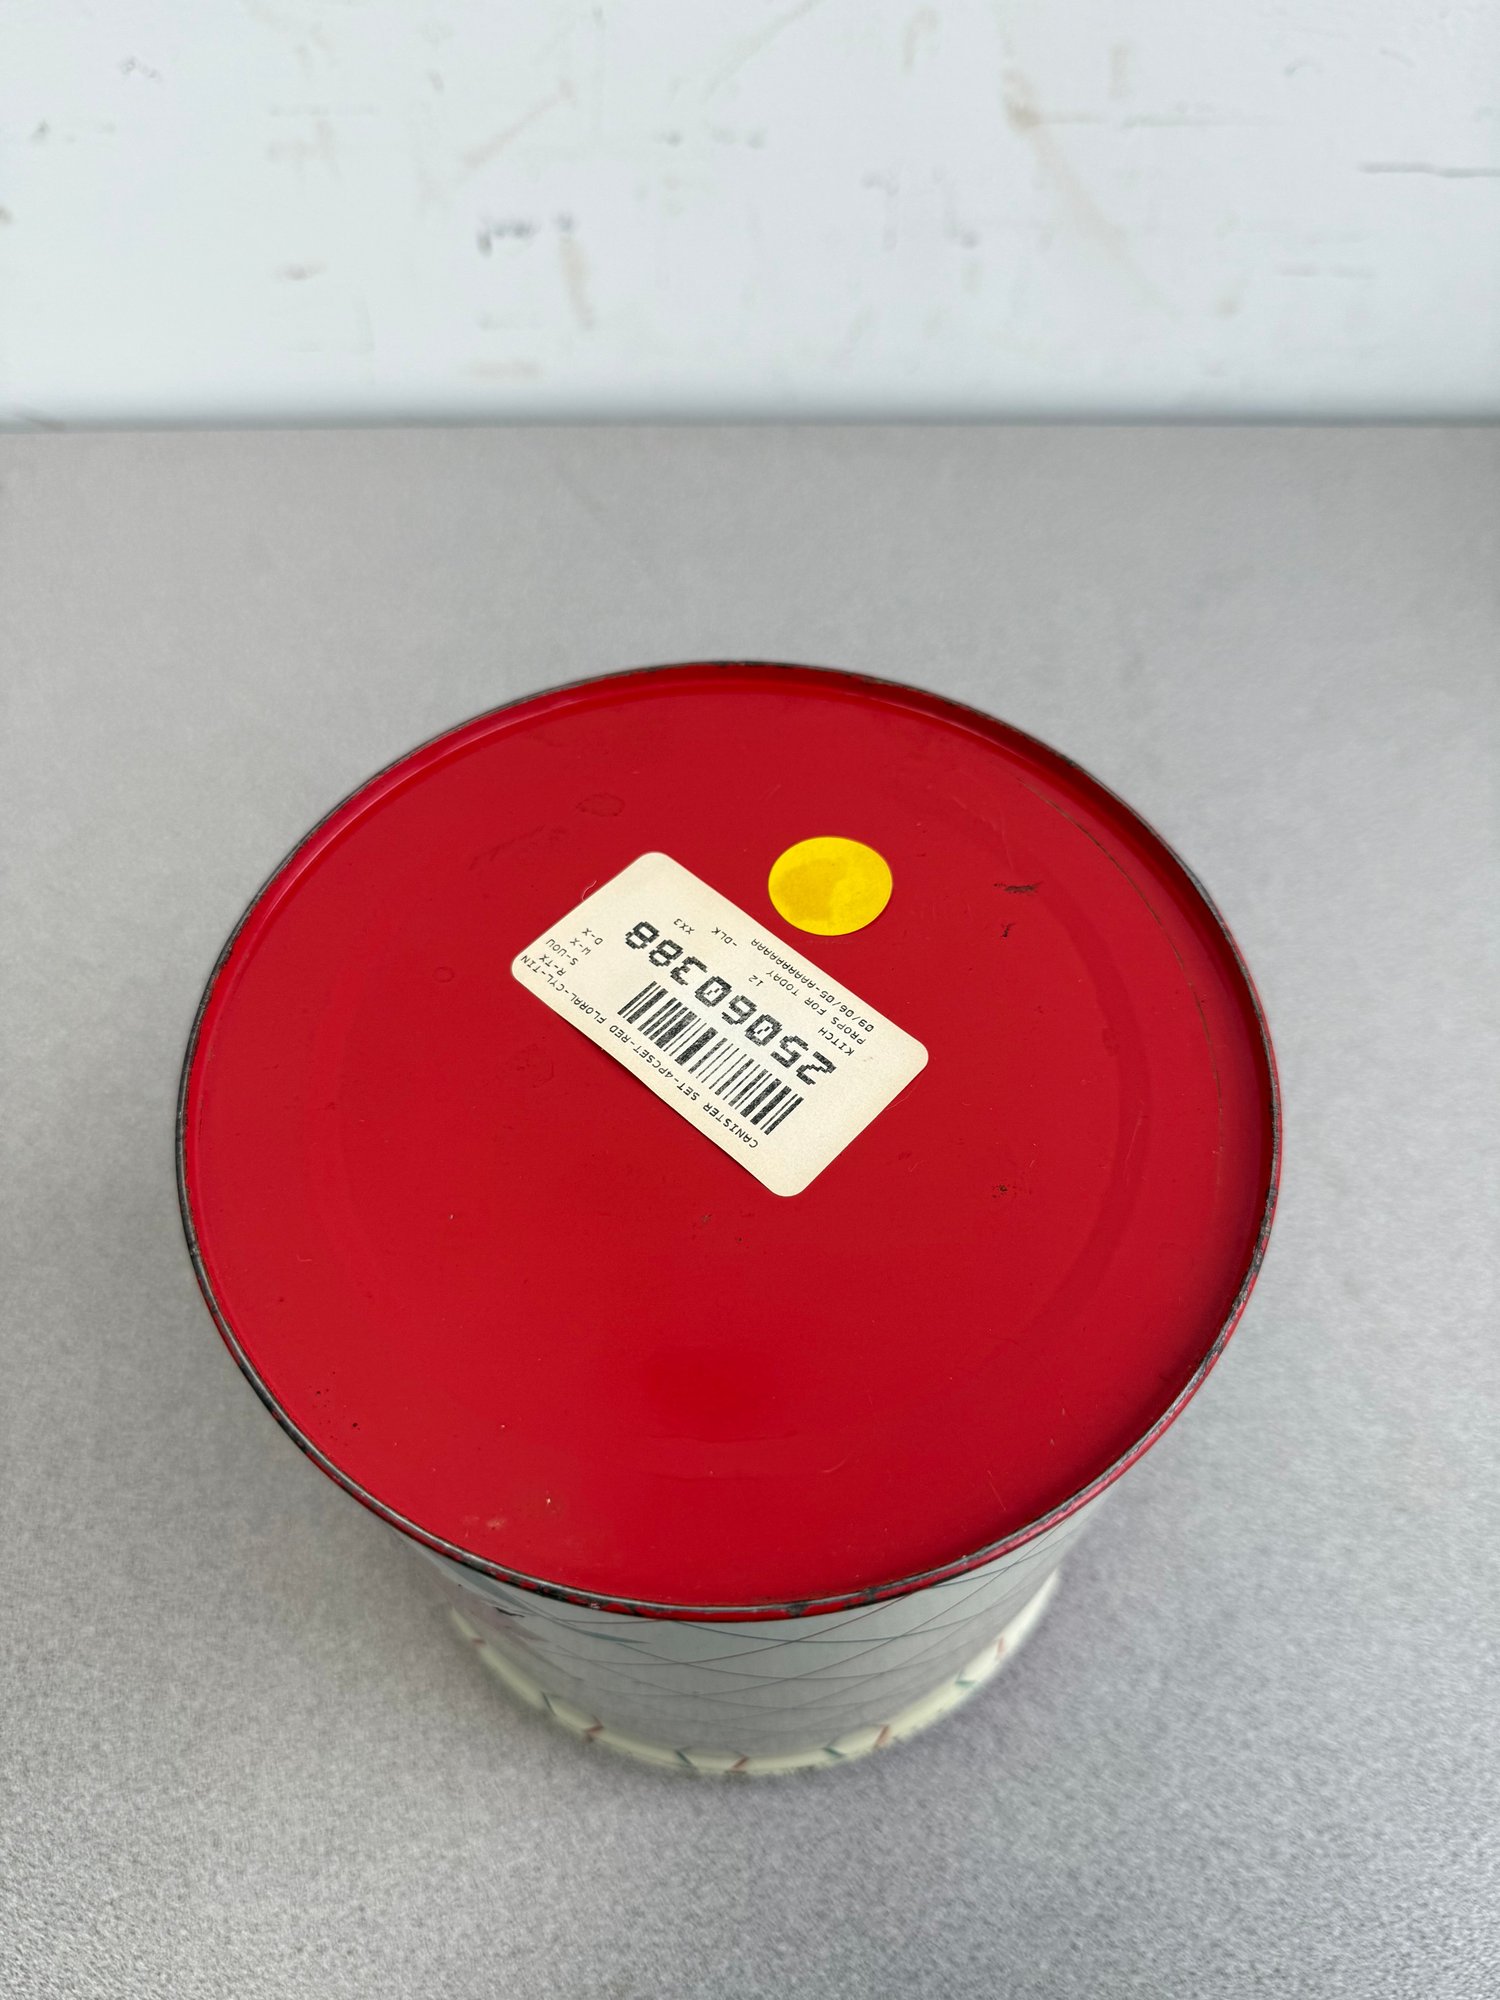 CANISTER SET-4PCSET-RED FLORAL-CYL-TIN
R-TX
S-UOU
W-X
D-X
25060388
KITCH 12
PROPS FOR TODAY
09/06/05-AAAAAAAAA -DLK XX3